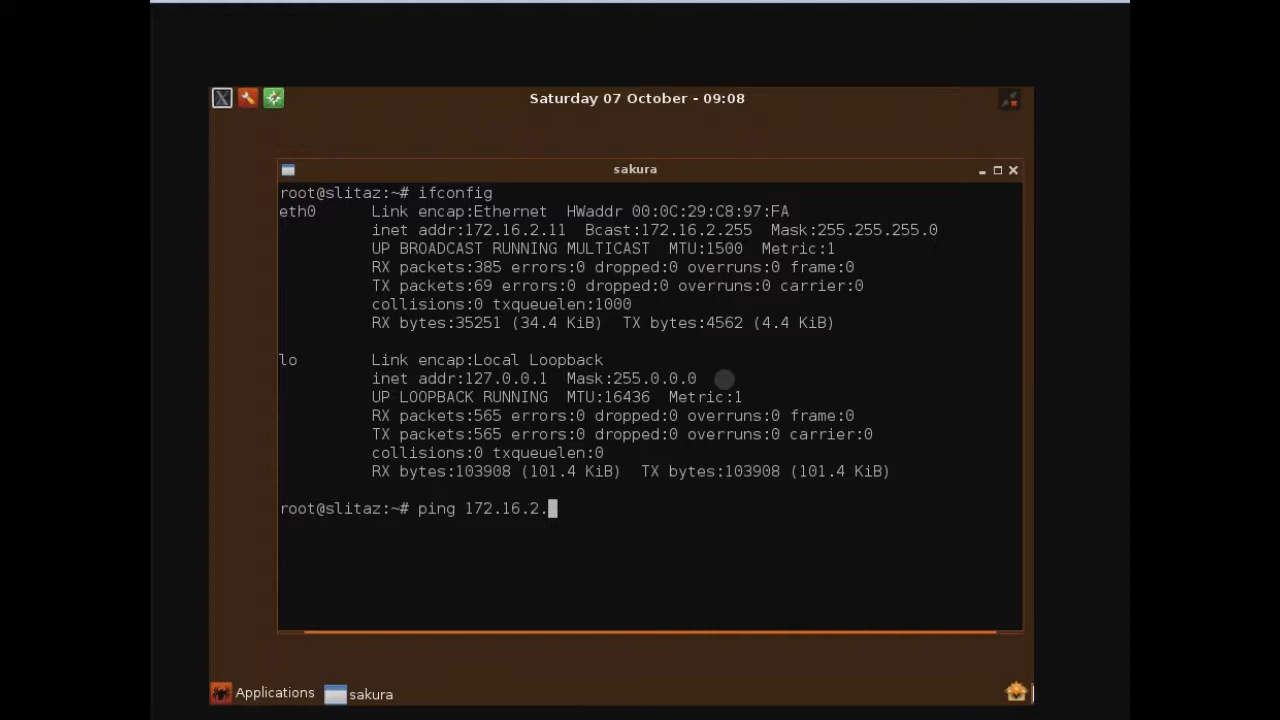 Saturday 07 October - 09:08
sakura
root@slitaz:~# ifconfig
eth0      Link encap:Ethernet  HWaddr 00:0C:29:C8:97:FA
          inet addr:172.16.2.11  Bcast:172.16.2.255  Mask:255.255.255.0
          UP BROADCAST RUNNING MULTICAST  MTU:1500  Metric:1
          RX packets:385 errors:0 dropped:0 overruns:0 frame:0
          TX packets:69 errors:0 dropped:0 overruns:0 carrier:0
          collisions:0 txqueuelen:1000
          RX bytes:35251 (34.4 KiB)  TX bytes:4562 (4.4 KiB)
lo        Link encap:Local Loopback
          inet addr:127.0.0.1  Mask:255.0.0.0
          UP LOOPBACK RUNNING  MTU:16436  Metric:1
          RX packets:565 errors:0 dropped:0 overruns:0 frame:0
          TX packets:565 errors:0 dropped:0 overruns:0 carrier:0
          collisions:0 txqueuelen:0
          RX bytes:103908 (101.4 KiB)  TX bytes:103908 (101.4 KiB)
root@slitaz:~# ping 172.16.2.
Applications sakura